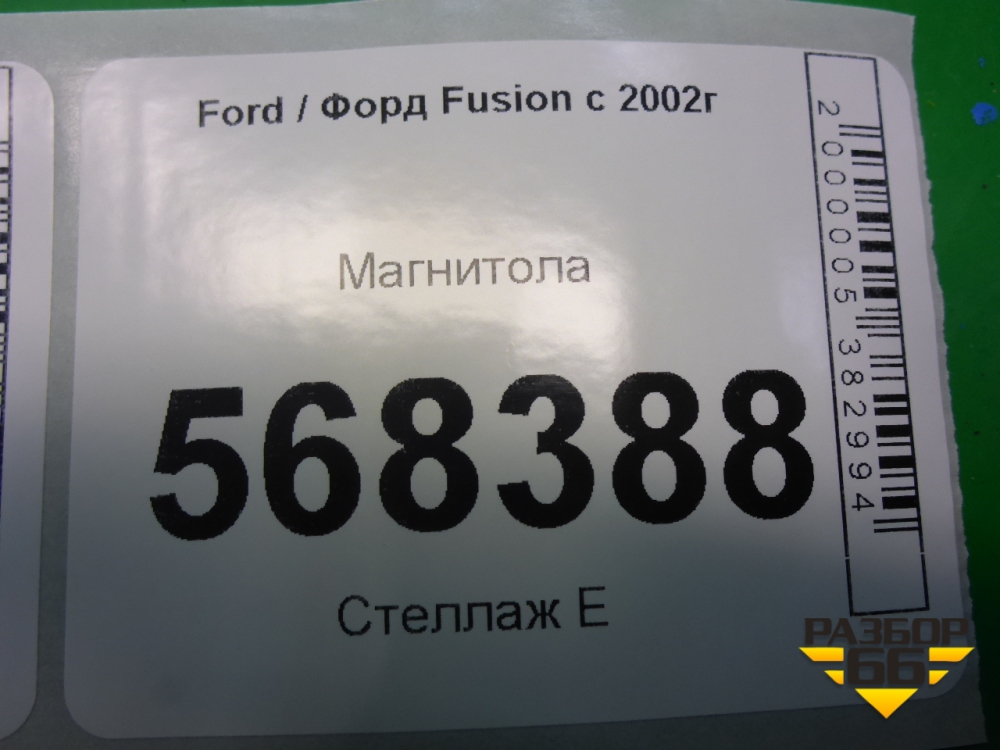 Ford / Форд Fusion с 2002г
Магнитола
568388
Стеллаж Е
2000005382994
РАЗБОР
66